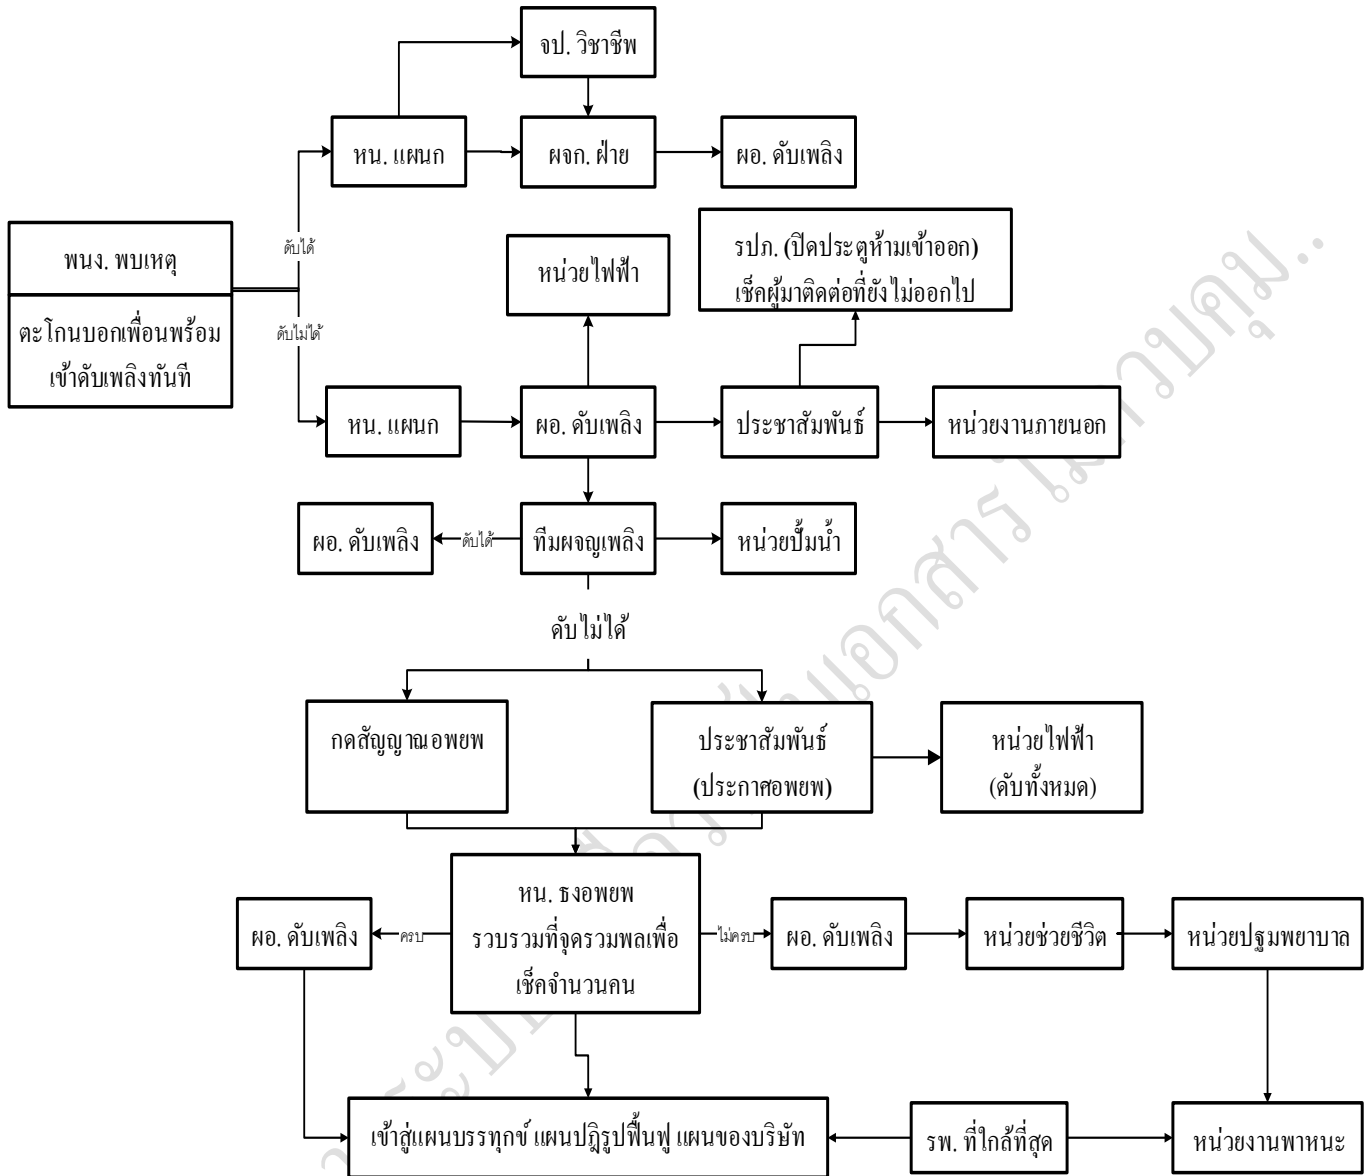 จป. วิชาชีพ
หน. แผนก
ผจก. ฝ่าย
ผอ. ดับเพลิง
พนง. พบเหตุ
ตะโกนบอกเพื่อนพร้อม
เข้าดับเพลิงทันที
ดับได้
ดับไม่ได้
หน่วยไฟฟ้า
รปภ. (ปิดประตูห้ามเข้าออก)
เช็คผู้มาติดต่อที่ยังไม่ออกไป
หน. แผนก
ผอ. ดับเพลิง
ประชาสัมพันธ์
หน่วยงานภายนอก
ผอ. ดับเพลิง
ดับได้
ทีมผจญเพลิง
หน่วยปั้มน้ำ
ดับไม่ได้
กดสัญญาณอพยพ
ประชาสัมพันธ์
(ประกาศอพยพ)
หน่วยไฟฟ้า
(ดับทั้งหมด)
ผอ. ดับเพลิง
ครบ
หน. ธงอพยพ
รวบรวมที่จุดรวมพลเพื่อ
เช็คจำนวนคน
ไม่ครบ
ผอ. ดับเพลิง
หน่วยช่วยชีวิต
หน่วยปฐมพยาบาล
เข้าสู่แผนบรรทุกข์ แผนปฎิรูปฟื้นฟู แผนของบริษัท
รพ. ที่ใกล้ที่สุด
หน่วยงานพาหนะ